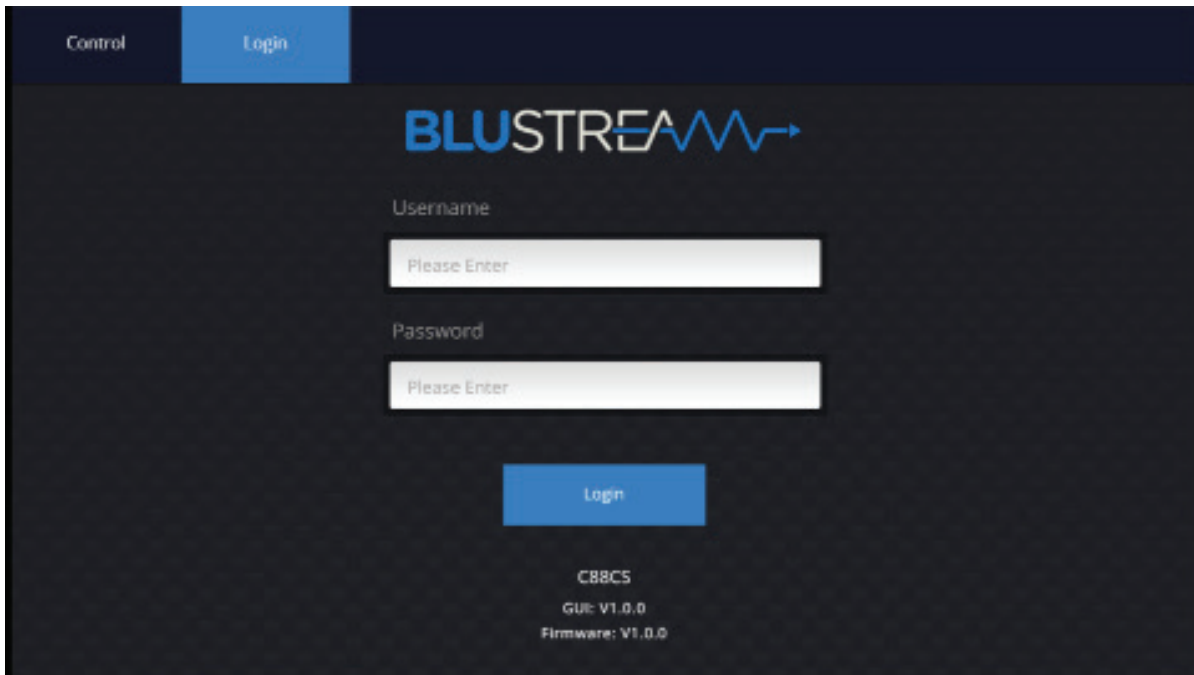 Control
Login
BLUSTREAM
Username
Please Enter
Password
Please Enter
Login
C88CS
GUI: V1.0.0
Firmware: V1.0.0